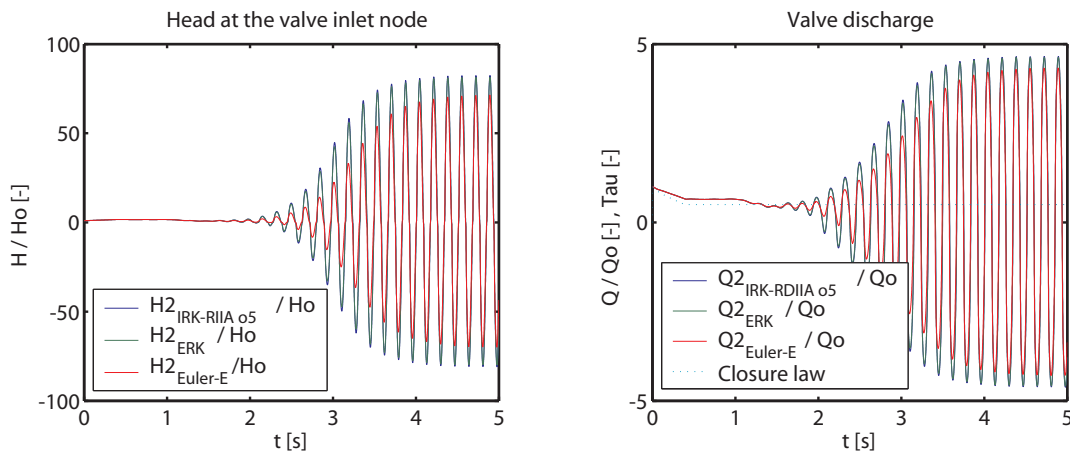 Head at the valve inlet node
100
50
0
-50
-100
H / Ho [-]
H2IRK-RIIA o5 / Ho
H2ERK / Ho
H2Euler-E /Ho
0 1 2 3 4 5
t [s]
Valve discharge
5
0
-5
Q / Qo [-] , Tau [-]
Q2IRK-RDIIA o5 / Qo
Q2ERK / Qo
Q2Euler-E / Qo
Closure law
0 1 2 3 4 5
t [s]